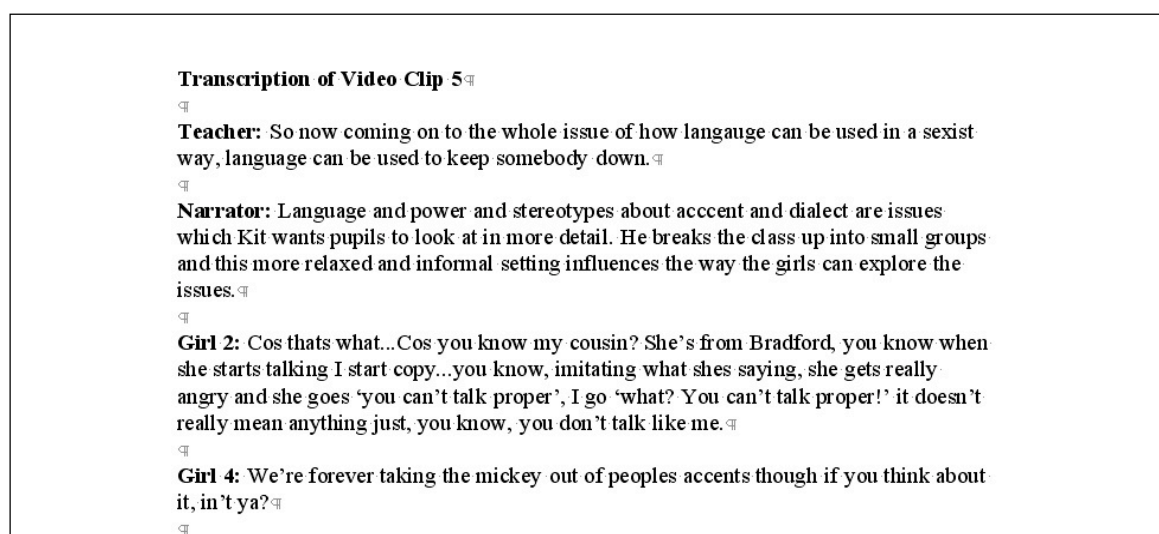 Transcription of Video Clip 5
Teacher: So now coming on to the whole issue of how langauge can be used in a sexist
way, language can be used to keep somebody down.
Narrator: Language and power and stereotypes about acccent and dialect are issues
which Kit wants pupils to look at in more detail. He breaks the class up into small groups
and this more relaxed and informal setting influences the way the girls can explore the
issues.
Girl 2: Cos thats what...Cos you know my cousin? She’s from Bradford, you know when
she starts talking I start copy...you know, imitating what shes saying, she gets really
angry and she goes ‘you can’t talk proper’, I go ‘what? You can’t talk proper!’ it doesn’t
really mean anything just, you know, you don’t talk like me.
Girl 4: We’re forever taking the mickey out of peoples accents though if you think about
it, in’t ya?